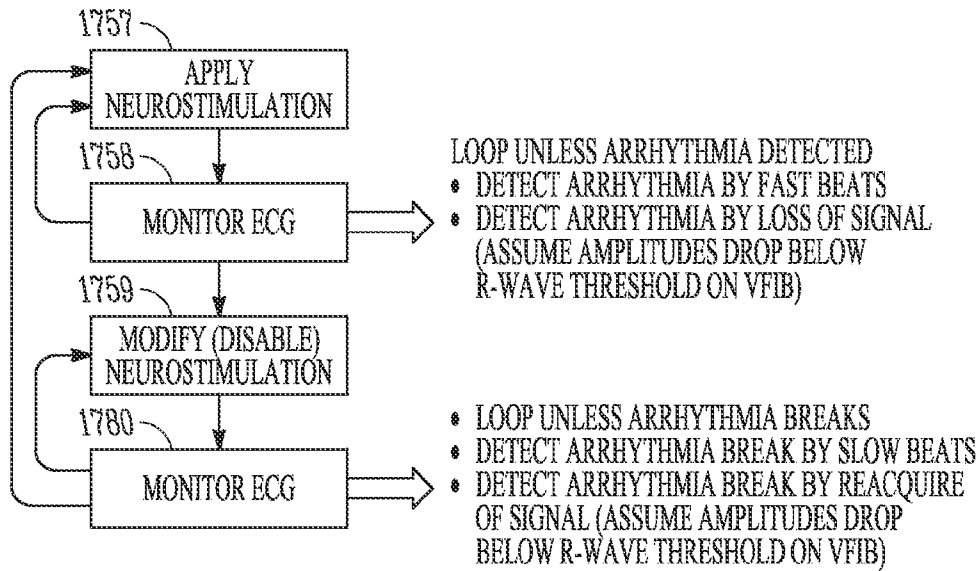 1757
APPLY
NEUROSTIMULATION
1758
MONITOR ECG
LOOP UNLESS ARRHYTHMIA DETECTED
• DETECT ARRHYTHMIA BY FAST BEATS
• DETECT ARRHYTHMIA BY LOSS OF SIGNAL
(ASSUME AMPLITUDES DROP BELOW
R-WAVE THRESHOLD ON VFIB)
1759
MODIFY (DISABLE)
NEUROSTIMULATION
1780
MONITOR ECG
• LOOP UNLESS ARRHYTHMIA BREAKS
• DETECT ARRHYTHMIA BREAK BY SLOW BEATS
• DETECT ARRHYTHMIA BREAK BY REACQUIRE
OF SIGNAL (ASSUME AMPLITUDES DROP
BELOW R-WAVE THRESHOLD ON VFIB)